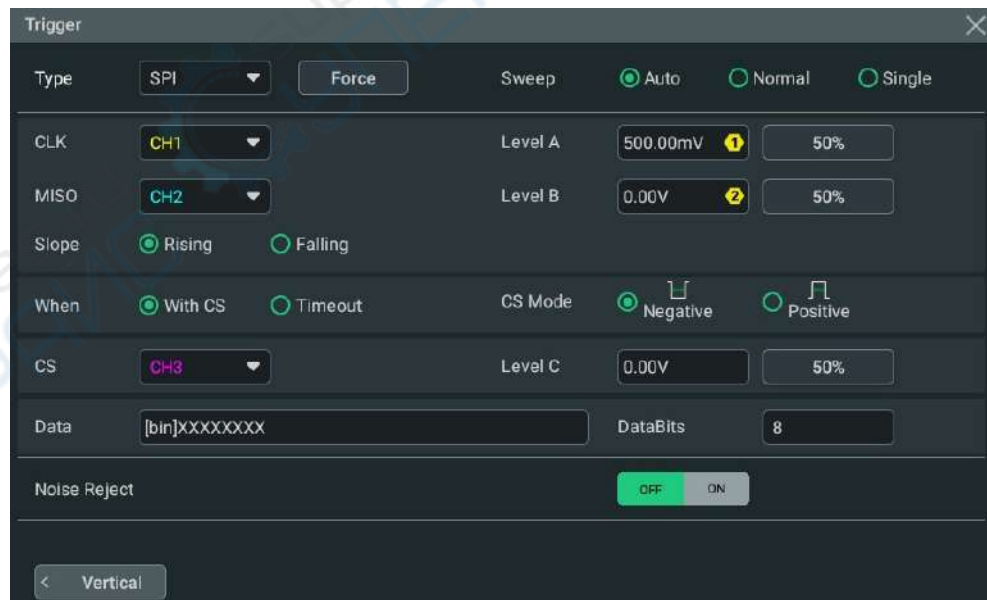 Trigger
Type SPI Force Sweep Auto Normal Single
CLK CH1 Level A 500.00mV 1 50%
MISO CH2 Level B 0.00V 2 50%
Slope Rising Falling
When With CS Timeout CS Mode Negative Positive
CS CH3 Level C 0.00V 50%
Data [bin]XXXXXXXX DataBits 8
Noise Reject OFF ON
< Vertical